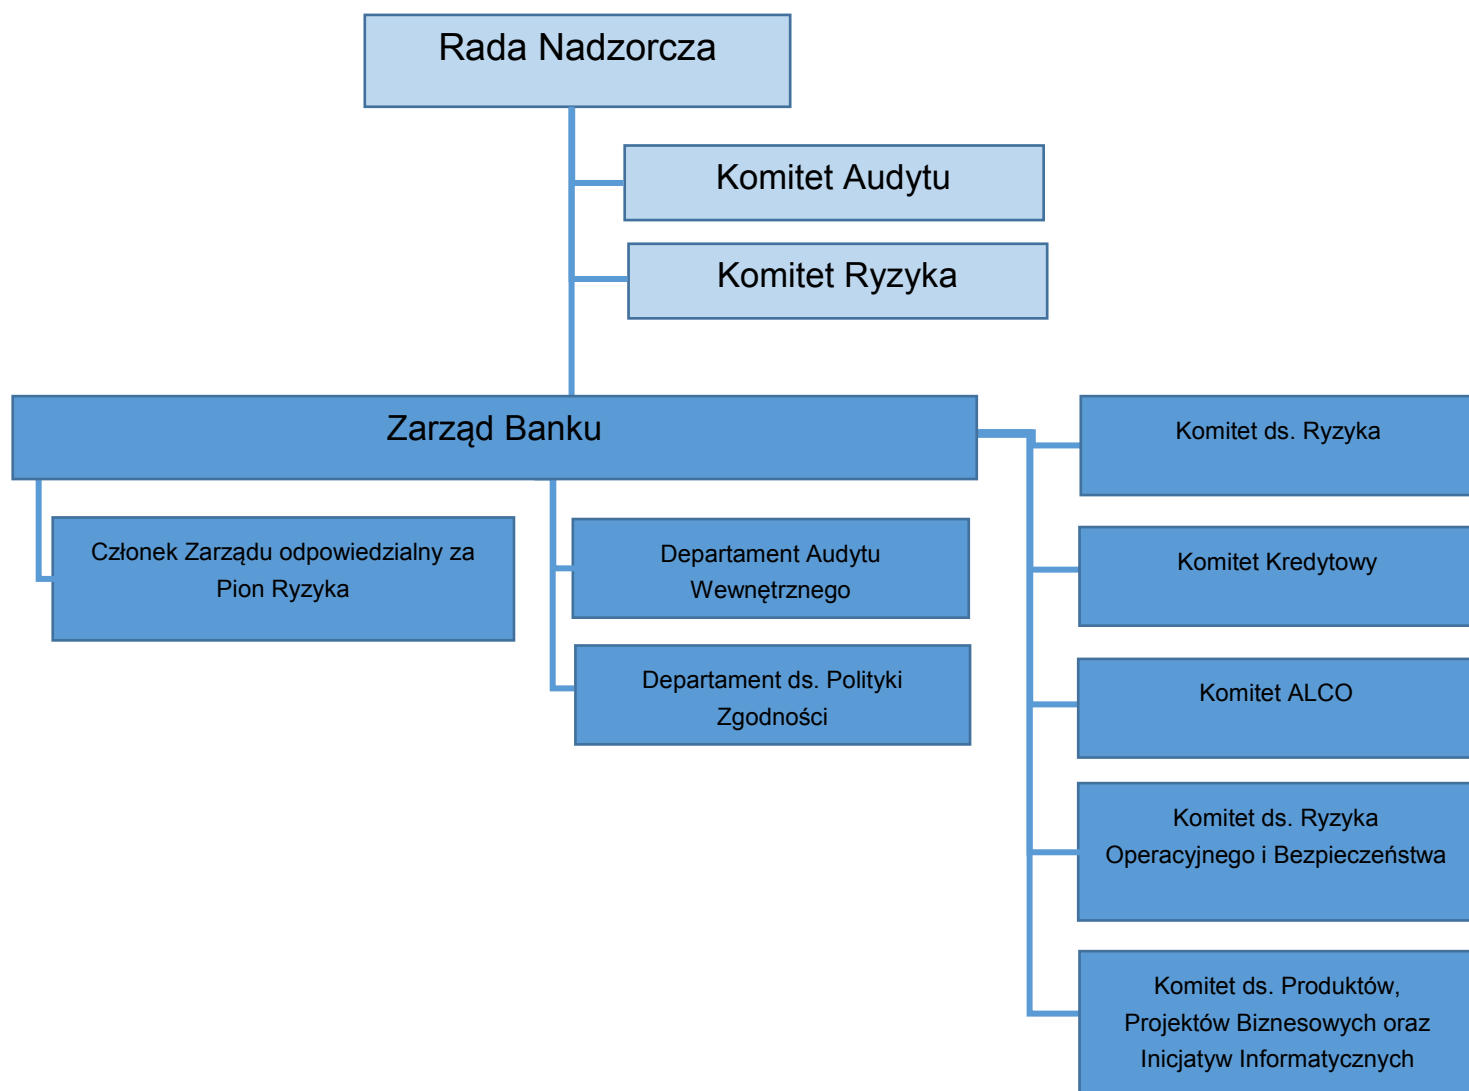 Rada Nadzorcza
Komitet Audytu
Komitet Ryzyka
Zarząd Banku
Członek Zarządu odpowiedzialny za
Pion Ryzyka
Departament Audytu
Wewnętrznego
Departament ds. Polityki
Zgodności
Komitet ds. Ryzyka
Komitet Kredytowy
Komitet ALCO
Komitet ds. Ryzyka
Operacyjnego i Bezpieczeństwa
Komitet ds. Produktów,
Projektów Biznesowych oraz
Inicjatyw Informatycznych